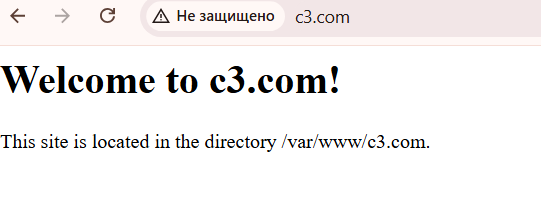 Не защищено c3.com
Welcome to c3.com!
This site is located in the directory /var/www/c3.com.